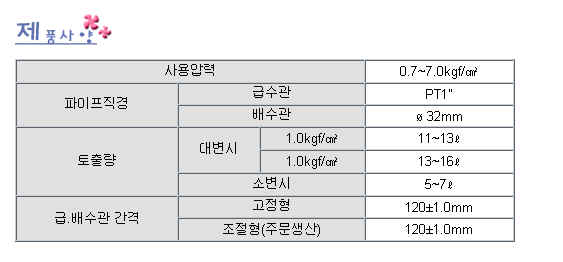 제품사양
사용압력 0.7~7.0kgf/㎠
파이프직경 급수관 PT1"
배수관 ø 32mm
토출량 대변시 1.0kgf/㎠ 11~13ℓ
1.0kgf/㎠ 13~16ℓ
소변시 5~7ℓ
급.배수관 간격 고정형 120±1.0mm
조절형(주문생산) 120±1.0mm